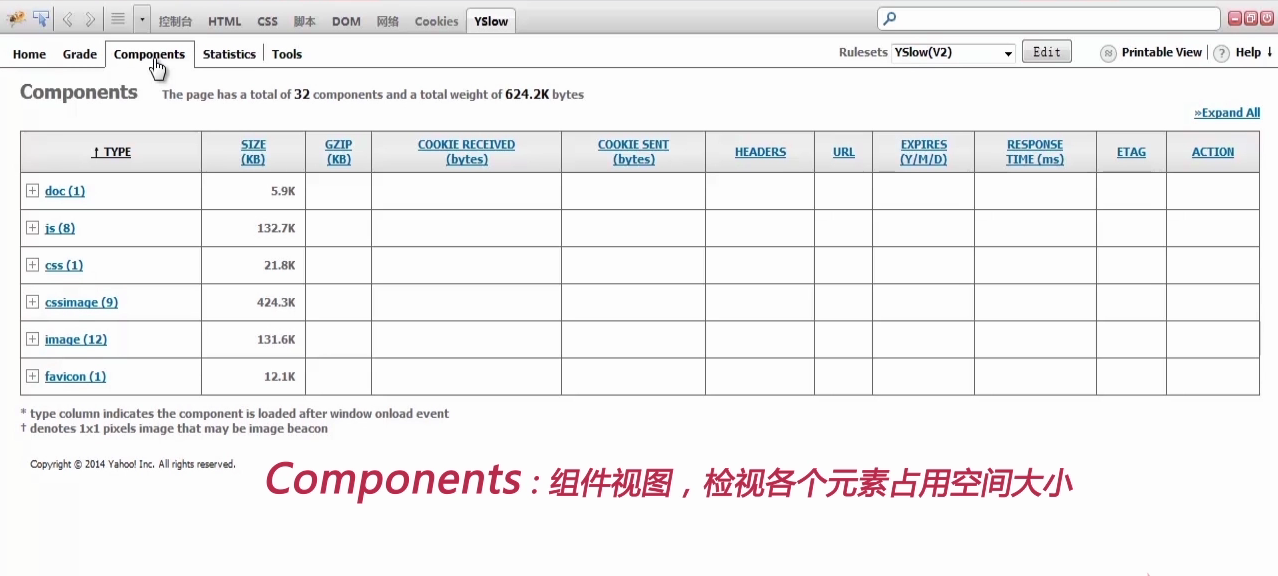 控制台 HTML CSS 脚本 DOM 网络 Cookies YSlow
Home Grade Components Statistics Tools Rulesets YSlow(V2) Edit Printable View ? Help ↓
Components The page has a total of 32 components and a total weight of 624.2K bytes
»Expand All
↑ TYPE SIZE (KB) GZIP (KB) COOKIE RECEIVED (bytes) COOKIE SENT (bytes) HEADERS URL EXPIRES (Y/M/D) RESPONSE TIME (ms) ETAG ACTION
doc (1) 5.9K
js (8) 132.7K
css (1) 21.8K
cssimage (9) 424.3K
image (12) 131.6K
favicon (1) 12.1K
* type column indicates the component is loaded after window onload event
† denotes 1x1 pixels image that may be image beacon
Copyright © 2014 Yahoo! Inc. All rights reserved.
Components : 组件视图，检视各个元素占用空间大小